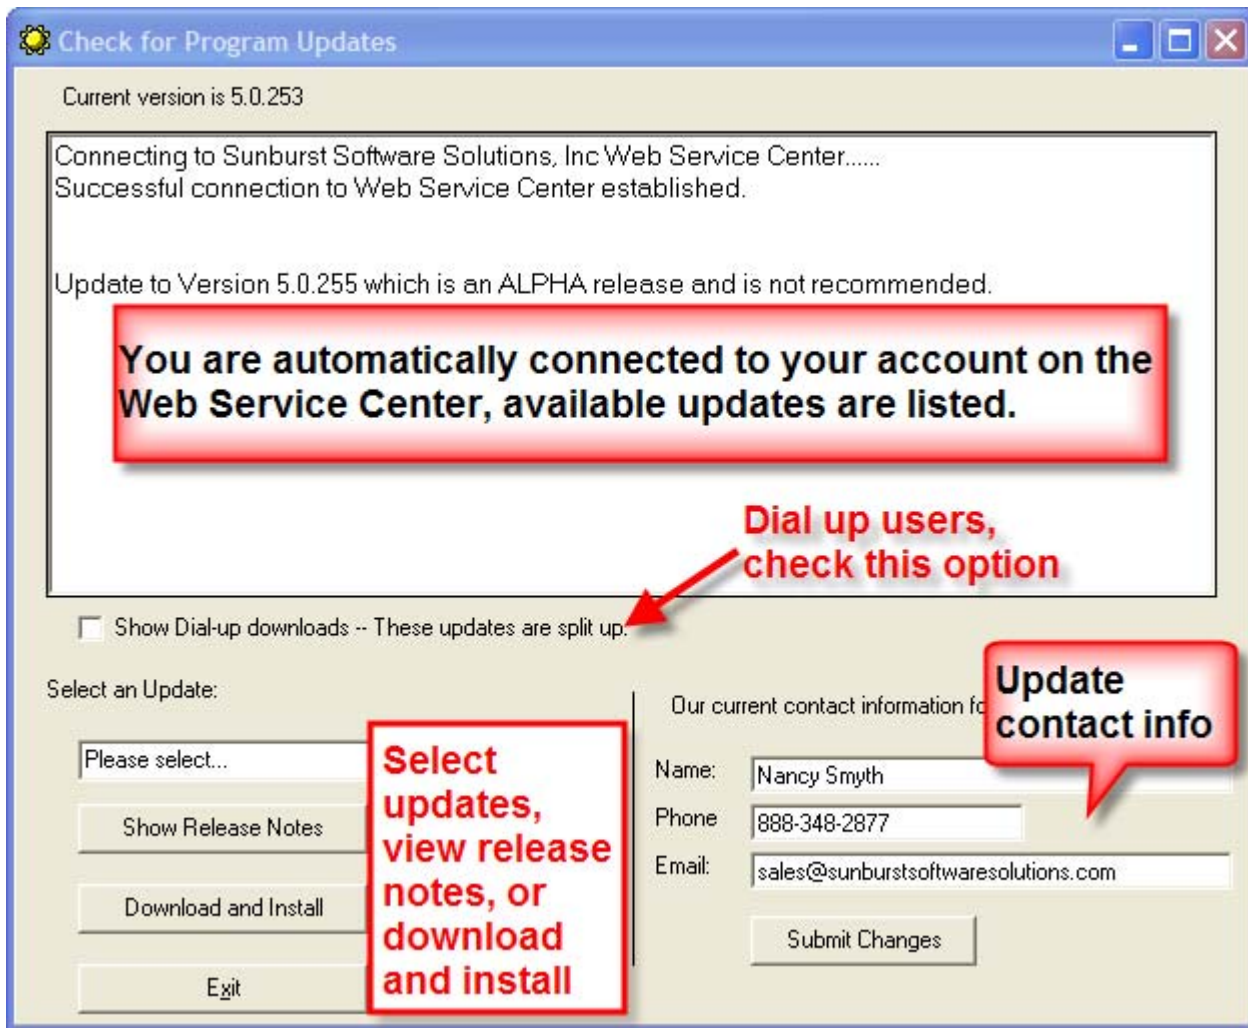 Check for Program Updates
Current version is 5.0.253
Connecting to Sunburst Software Solutions, Inc Web Service Center......
Successful connection to Web Service Center established.
Update to Version 5.0.255 which is an ALPHA release and is not recommended.
You are automatically connected to your account on the
Web Service Center, available updates are listed.
Dial up users,
check this option
Show Dial-up downloads -- These updates are split up.
Select an Update:
Please select...
Show Release Notes
Download and Install
Exit
Select
updates,
view release
notes, or
download
and install
Our current contact information
Update
contact info
Name:
Nancy Smyth
Phone
888-348-2877
Email:
sales@sunburstsoftwaresolutions.com
Submit Changes